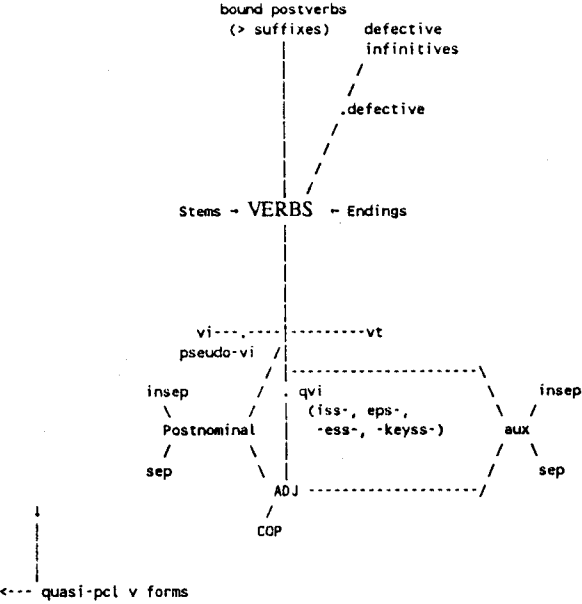 bound postverbs
(> suffixes) defective
infinitives
.defective
Stems → VERBS ← Endings
vi---.----- ----------vt
pseudo-vi
. qvi
insep (iss-, eps-, insep
Postnominal -ess-, -keyss-) aux
sep sep
ADJ
COP
<--- quasi-pcl v forms